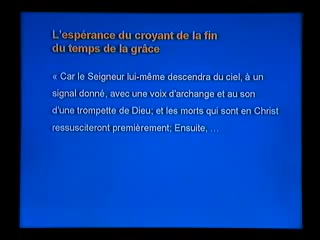 L'espérance du croyant de la fin
du temps de la grâce
« Car le Seigneur lui-même descendra du ciel, à un
signal donné, avec une voix d'archange et au son
d'une trompette de Dieu; et les morts qui sont en Christ
ressusciteront premièrement; Ensuite, …